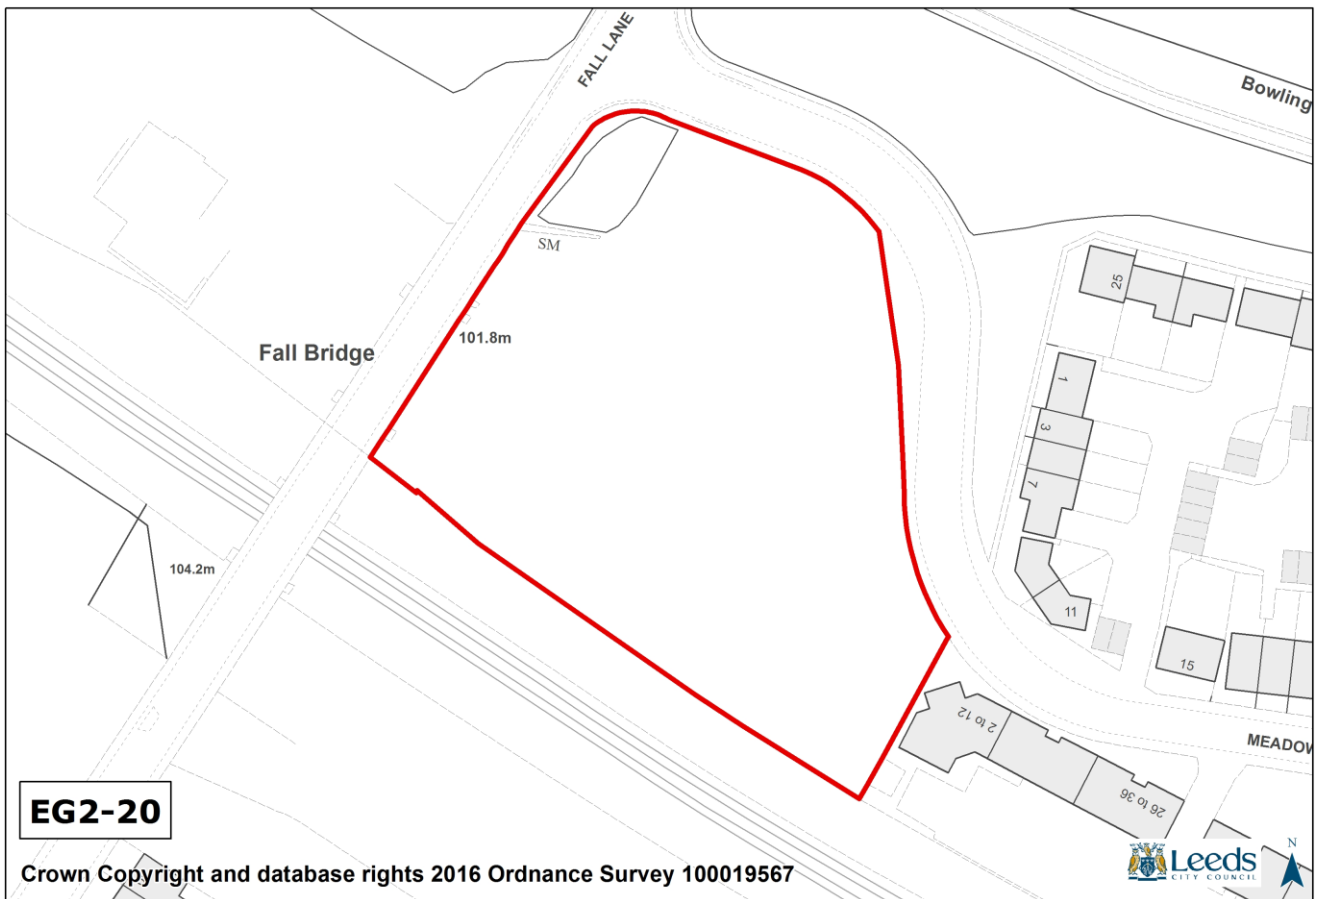 FALL LANE
Bowling
SM
25
101.8m
Fall Bridge
1
3
7
104.2m
11
15
2 to 12
MEADOW
26 to 36
EG2-20
Crown Copyright and database rights 2016 Ordnance Survey 100019567
Leeds
CITY COUNCIL
N